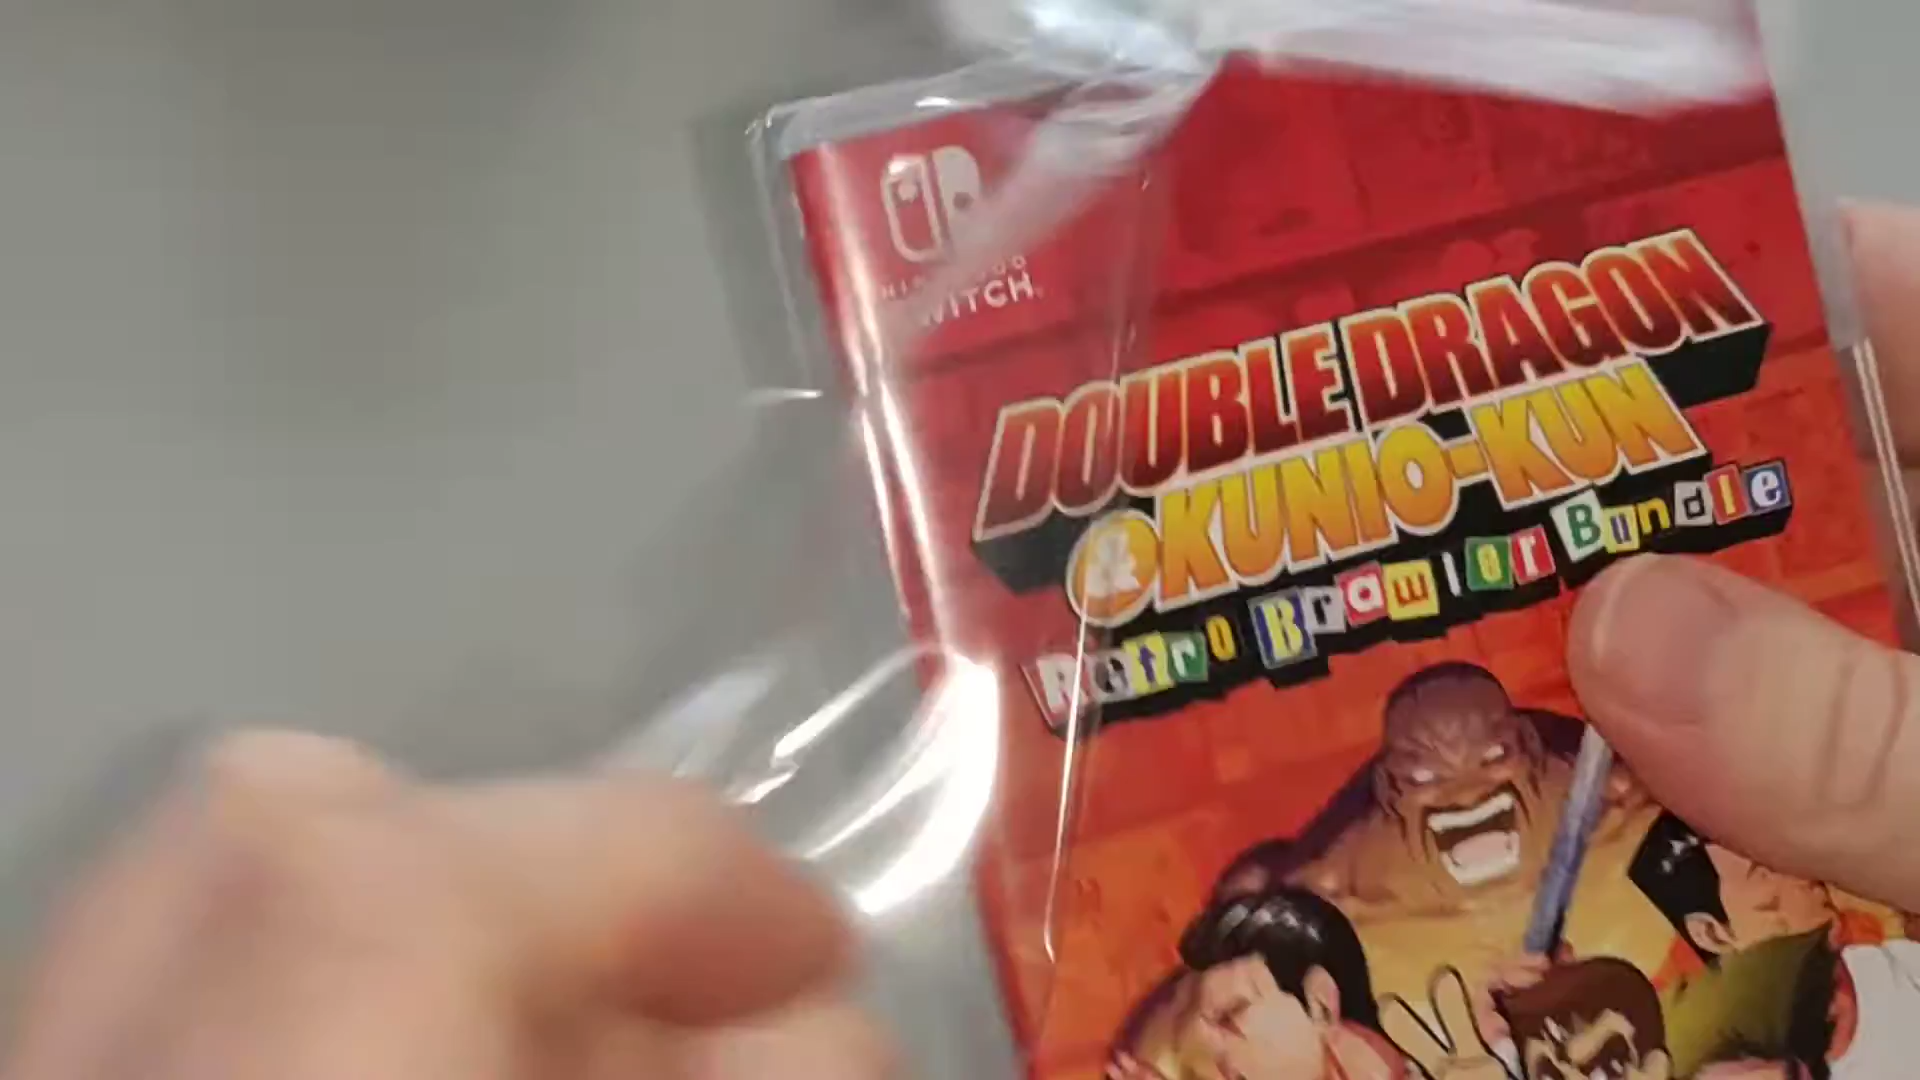 SWITCH
DOUBLE DRAGON
& KUNIO-KUN
Retro Brawler Bundle